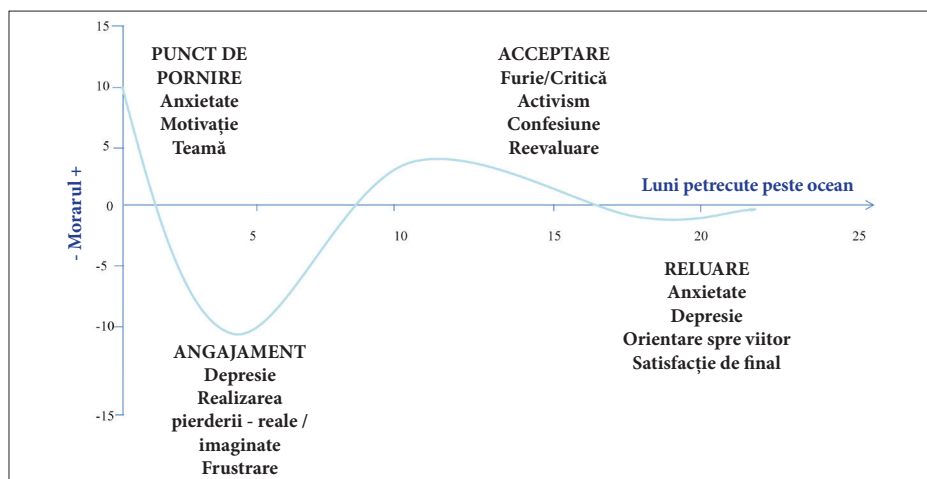 15
PUNCT DE
PORNIRE
Anxietate
Motivație
Teamă
ACCEPTARE
Furie/Critică
Activism
Confesiune
Reevaluare
10
5
- Morarul +
Luni petrecute peste ocean
0
5
10
15
20
25
-5
-10
-15
ANGAJAMENT
Depresie
Realizarea
pierderii - reale /
imaginate
Frustrare
RELUARE
Anxietate
Depresie
Orientare spre viitor
Satisfacție de final